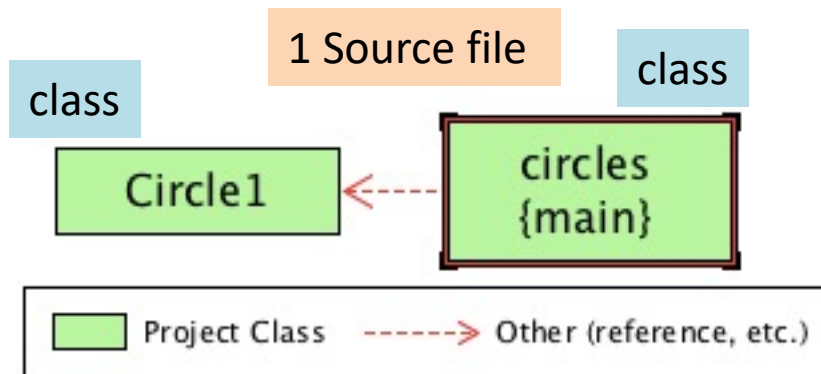 1 Source file
class
class
Circle1
circles
{main}
Project Class
Other (reference, etc.)